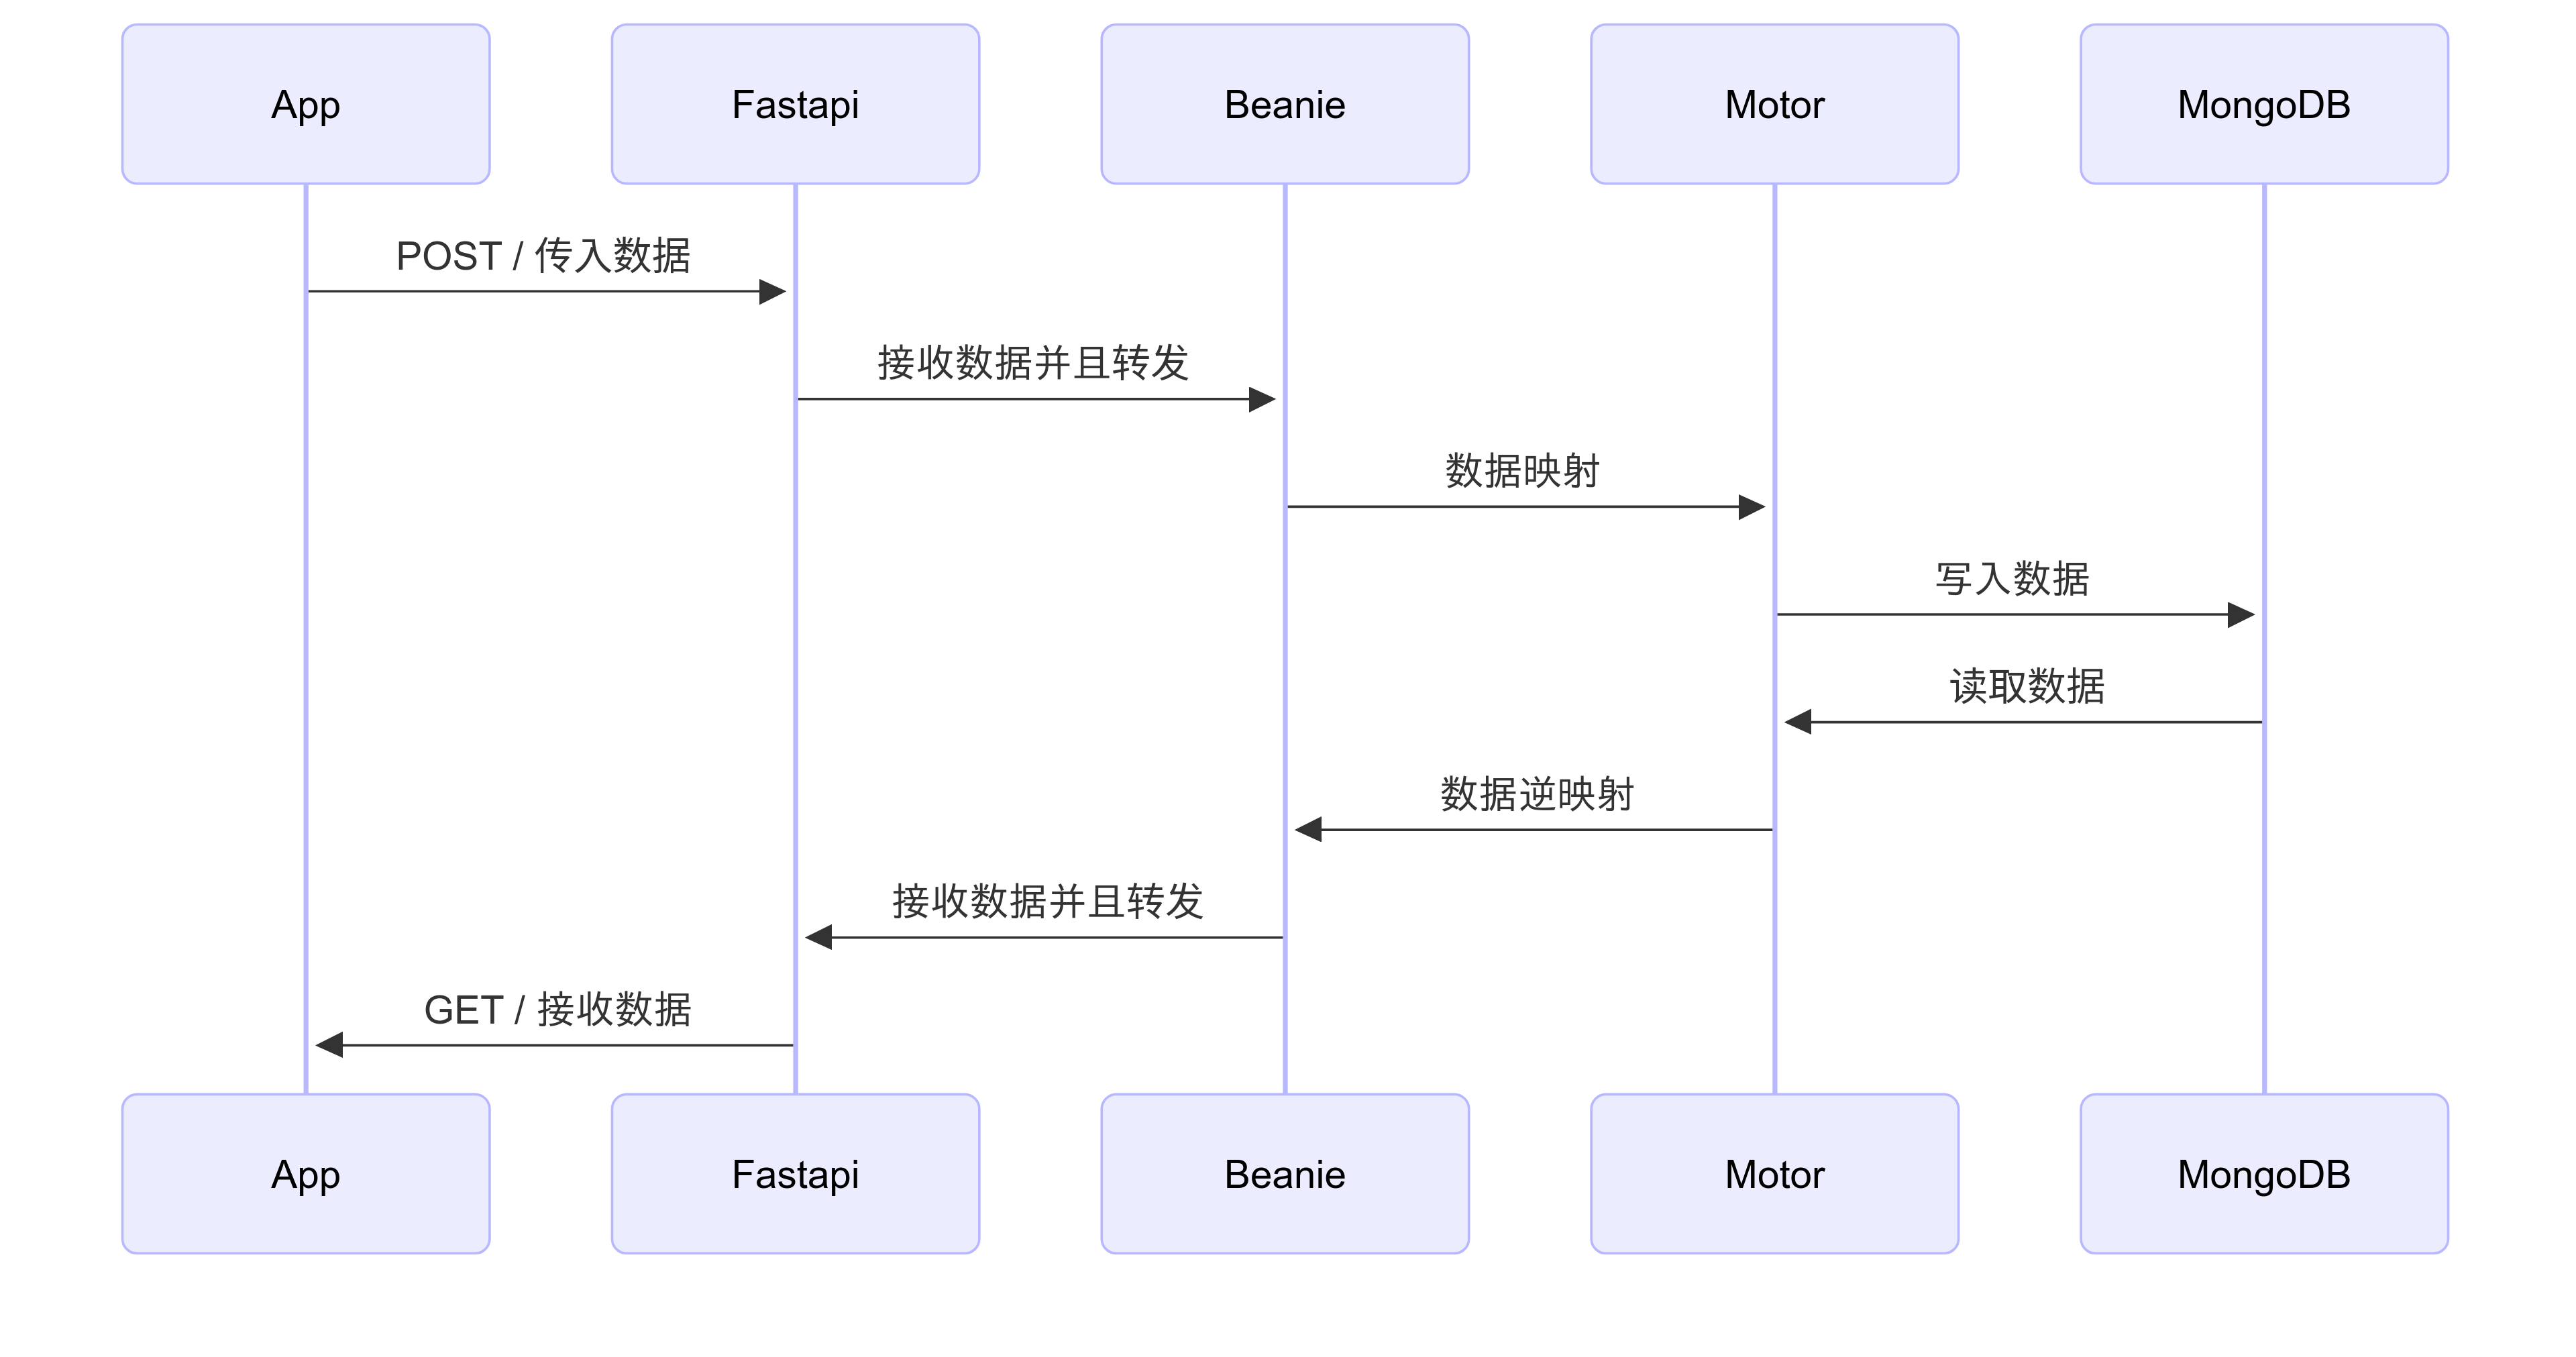 App
Fastapi
Beanie
Motor
MongoDB
POST / 传入数据
接收数据并且转发
数据映射
写入数据
读取数据
数据逆映射
接收数据并且转发
GET / 接收数据
App
Fastapi
Beanie
Motor
MongoDB